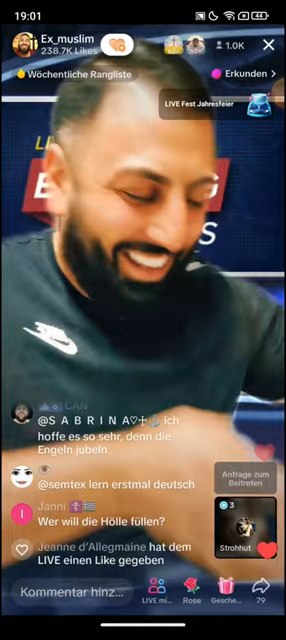 19:01
44
Ex_muslim
238.7K Likes
1.0K
Wöchentliche Rangliste
Erkunden >
LIVE Fest Jahresfeier
S
CAN
@S A B R I N A♡☦⚓ ich
hoffe es so sehr, denn die
Engeln jubeln
@semtex lern erstmal deutsch
Janni ✝️🇬🇷
Wer will die Hölle füllen?
Jeanne d'Allegmaine hat dem
LIVE einen Like gegeben
Anfrage zum
Beitreten
3
Strohhut
Kommentar hinz...
LIVE mi...
Rose
Gesche...
79